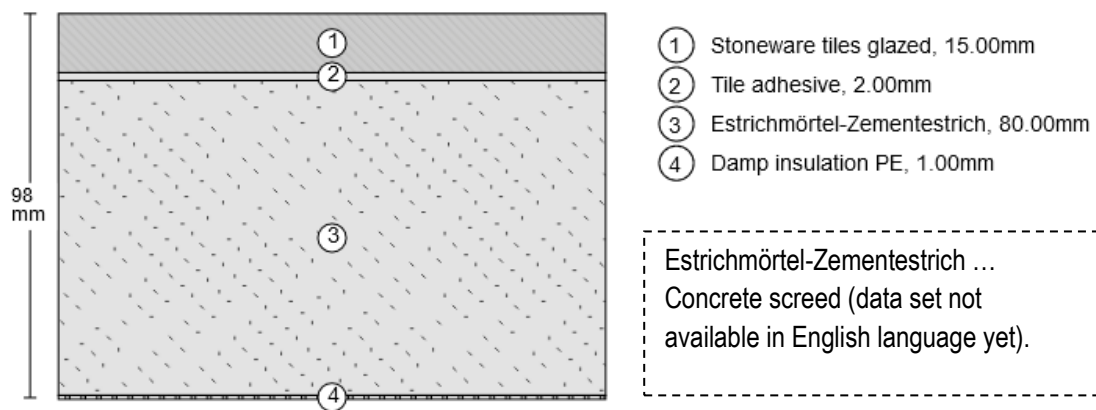 1
2
3
4
98
mm
1 Stoneware tiles glazed, 15.00mm
2 Tile adhesive, 2.00mm
3 Estrichmörtel-Zementestrich, 80.00mm
4 Damp insulation PE, 1.00mm
Estrichmörtel-Zementestrich …
Concrete screed (data set not
available in English language yet).